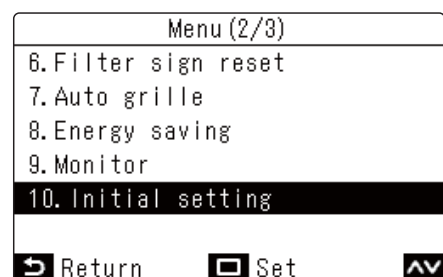 Menu(2/3)
6.Filter sign reset
7.Auto grille
8.Energy saving
9.Monitor
10.Initial setting
Return Set